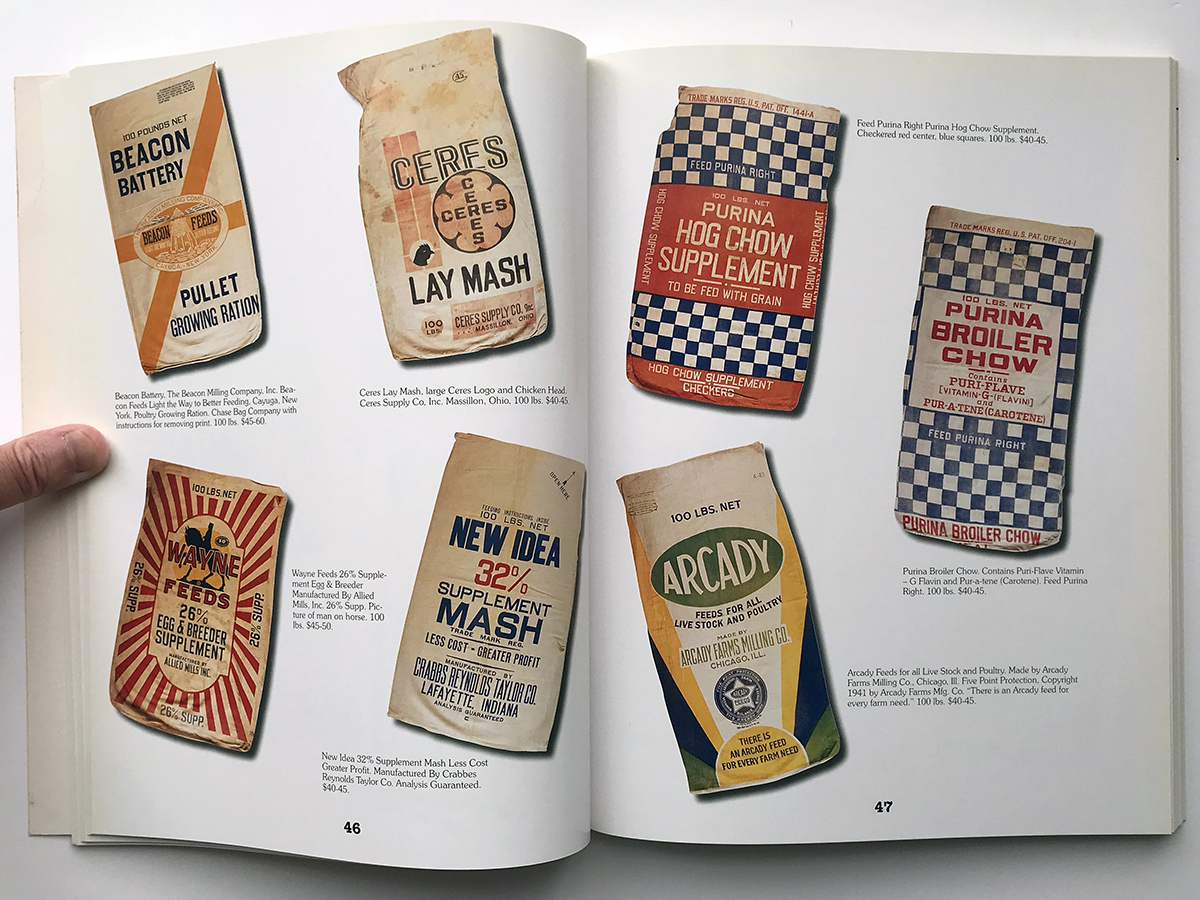 100 POUNDS NET
BEACON
BATTERY
BEACON MILLING COMPANY
BEACON FEEDS
CAYUGA, NEW YORK
PULLET
GROWING RATION
Beacon Battery, The Beacon Milling Company, Inc. Bea-
con Feeds Light the Way to Better Feeding. Cayuga, New
York. Poultry Growing Ration. Chase Bag Company with
instructions for removing print. 100 lbs. $45-60.
45
CERES
CERES
CERES
LAY MASH
100
LBS.
CERES SUPPLY CO. Inc.
MASSILLON, OHIO
Ceres Lay Mash, large Ceres Logo and Chicken Head.
Ceres Supply Co, Inc. Massillon, Ohio, 100 lbs. $40-45.
100 LBS. NET
WAYNE
FEEDS
26%
EGG & BREEDER
SUPPLEMENT
MANUFACTURED BY
ALLIED MILLS INC.
26% SUPP.
26% SUPP.
26% SUPP.
Wayne Feeds 26% Supple-
ment Egg & Breeder
Manufactured By Allied
Mills, Inc. 26% Supp. Pic-
ture of man on horse. 100
lbs. $45-50.
OPEN HERE
FEEDING INSTRUCTIONS INSIDE
100 LBS. NET
NEW IDEA
32%
SUPPLEMENT
MASH
TRADE MARK REG.
LESS COST - GREATER PROFIT
MANUFACTURED BY
CRABBS REYNOLDS TAYLOR CO.
LAFAYETTE, INDIANA
ANALYSIS GUARANTEED
C
New Idea 32% Supplement Mash Less Cost
Greater Profit. Manufactured By Crabbes
Reynolds Taylor Co. Analysis Guaranteed.
$40-45.
46
TRADE MARKS REG. U.S. PAT. OFF. 1441-A
FEED PURINA RIGHT
100 LBS. NET
PURINA
HOG CHOW
SUPPLEMENT
TO BE FED WITH GRAIN
HOG CHOW SUPPLEMENT
HOG CHOW SUPPLEMENT
HOG CHOW SUPPLEMENT
CHECKERS
Feed Purina Right Purina Hog Chow Supplement.
Checkered red center, blue squares. 100 lbs. $40-45.
TRADE MARKS REG. U.S. PAT. OFF. 204-I
100 LBS. NET
PURINA
BROILER
CHOW
Contains
PURI-FLAVE
[VITAMIN-G-(FLAVIN)]
and
PUR-A-TENE (CAROTENE)
FEED PURINA RIGHT
PURINA BROILER CHOW
Purina Broiler Chow. Contains Puri-Flave Vitamin
– G Flavin and Pur-a-tene (Carotene). Feed Purina
Right. 100 lbs. $40-45.
A 43
100 LBS. NET
ARCADY
FEEDS FOR ALL
LIVE STOCK AND POULTRY
MADE BY
ARCADY FARMS MILLING CO.
CHICAGO, ILL.
ARCADY
FEEDS
THERE IS
AN ARCADY FEED
FOR EVERY FARM NEED
Arcady Feeds for all Live Stock and Poultry. Made by Arcady
Farms Milling Co., Chicago, Ill. Five Point Protection, Copyright
1941 by Arcady Farms Mfg. Co. “There is an Arcady feed for
every farm need.” 100 lbs. $40-45.
47